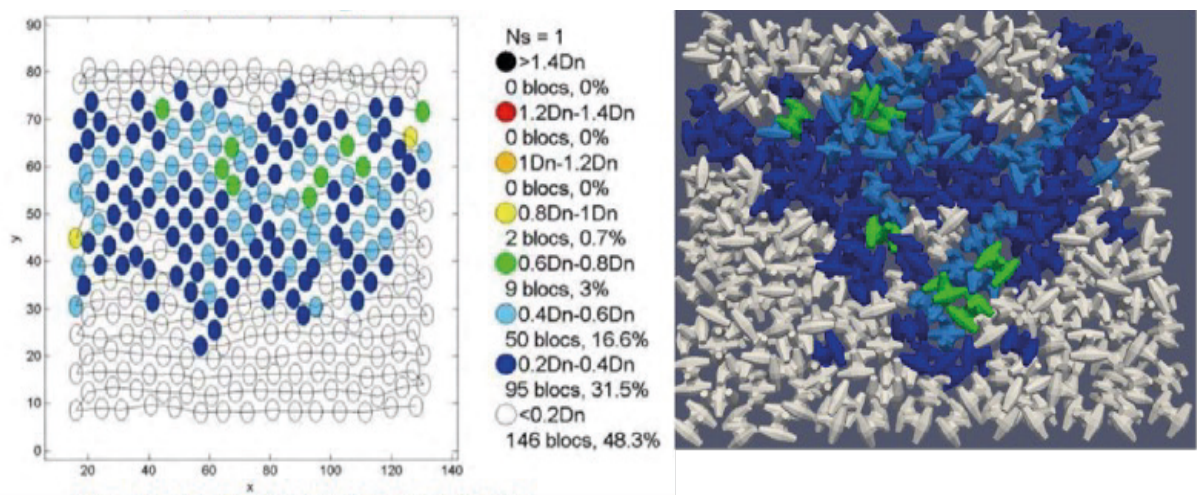 90
80
70
60
50
40
30
20
10
0
y
20
40
60
80
100
120
140
x
Ns = 1
>1.4Dn
0 blocs, 0%
1.2Dn-1.4Dn
0 blocs, 0%
1Dn-1.2Dn
0 blocs, 0%
0.8Dn-1Dn
2 blocs, 0.7%
0.6Dn-0.8Dn
9 blocs, 3%
0.4Dn-0.6Dn
50 blocs, 16.6%
0.2Dn-0.4Dn
95 blocs, 31.5%
<0.2Dn
146 blocs, 48.3%